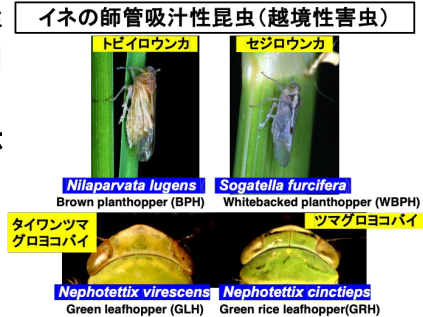 イネの師管吸汁性昆虫（越境性害虫）
トビイロウンカ
セジロウンカ
Nilaparvata lugens
Sogatella furcifera
Brown planthopper (BPH)
Whitebacked planthopper (WBPH)
タイワンツマ
グロヨコバイ
ツマグロヨコバイ
Nephotettix virescens
Nephotettix cinctieps
Green leafhopper (GLH)
Green rice leafhopper(GRH)